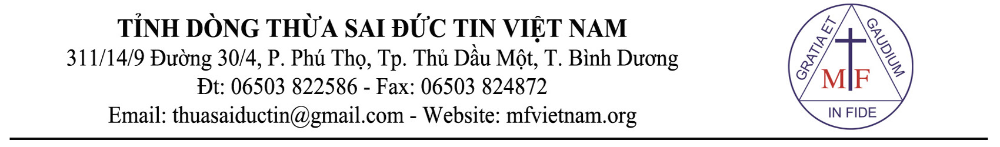 TỈNH DÒNG THỪA SAI ĐỨC TIN VIỆT NAM
311/14/9 Đường 30/4, P. Phú Thọ, Tp. Thủ Dầu Một, T. Bình Dương
Đt: 06503 822586 - Fax: 06503 824872
Email: thuasaiductin@gmail.com - Website: mfvietnam.org
GRATIA ET
GAUDIUM
MF
IN FIDE